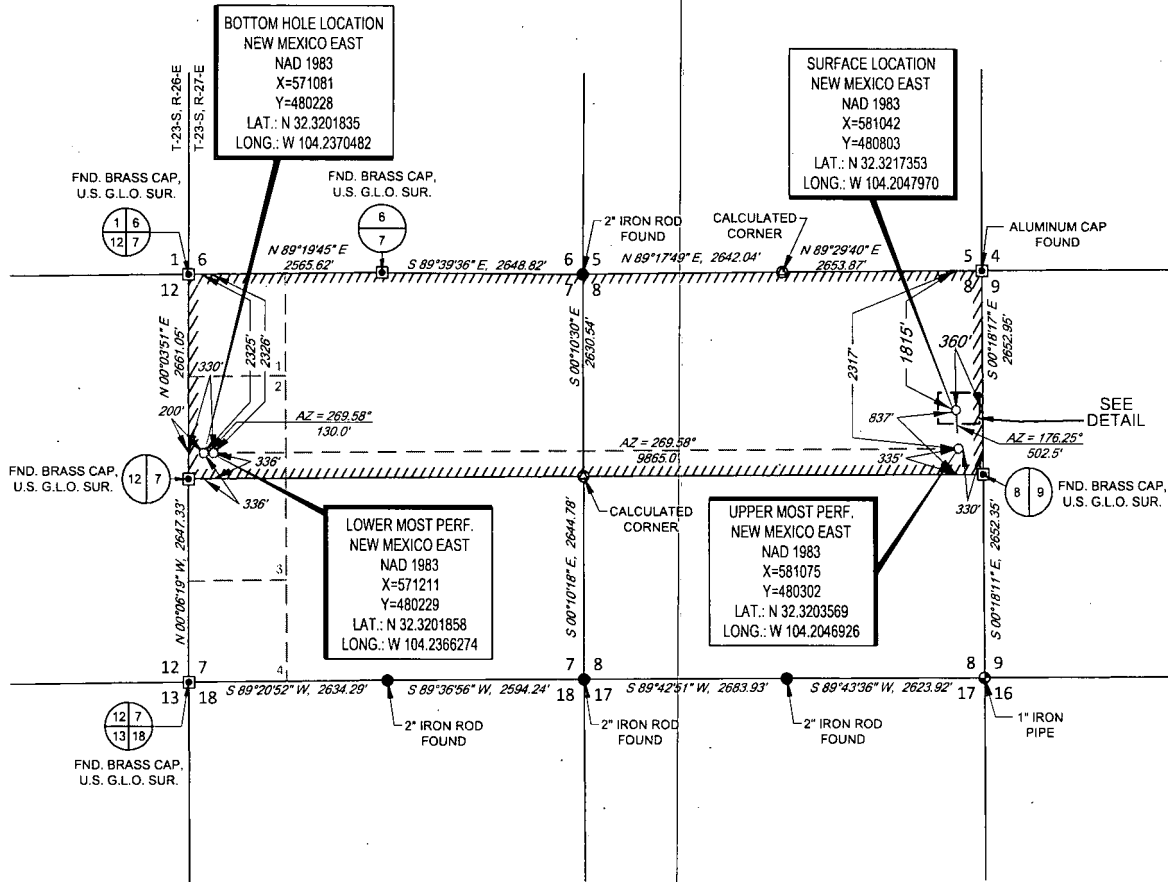 BOTTOM HOLE LOCATION
NEW MEXICO EAST
NAD 1983
X=571081
Y=480228
LAT.: N 32.3201835
LONG.: W 104.2370482
SURFACE LOCATION
NEW MEXICO EAST
NAD 1983
X=581042
Y=480803
LAT.: N 32.3217353
LONG.: W 104.2047970
T-23-S, R-26-E
T-23-S, R-27-E
FND. BRASS CAP,
U.S. G.L.O. SUR.
1 6
12 7
FND. BRASS CAP,
U.S. G.L.O. SUR.
6
7
2" IRON ROD
FOUND
CALCULATED
CORNER
ALUMINUM CAP
FOUND
N 89°19'45" E
2565.62'
S 89°39'36" E, 2648.82'
N 89°17'49" E, 2642.04'
N 89°29'40" E
2653.87'
1 6
12
6 5
7 8
5 4
8 9
N 00°03'51" E
2661.05'
330'
2325'
2326'
1
2
S 00°10'30" E
2630.54'
2317'
1815'
360'
S 00°18'17" E
2652.95'
200'
AZ = 269.58°
130.0'
AZ = 269.58°
9865.0'
837'
SEE
DETAIL
AZ = 176.25°
502.5'
336'
335'
330'
336'
FND. BRASS CAP,
U.S. G.L.O. SUR.
12 7
CALCULATED
CORNER
8 9
FND. BRASS CAP,
U.S. G.L.O. SUR.
LOWER MOST PERF.
NEW MEXICO EAST
NAD 1983
X=571211
Y=480229
LAT.: N 32.3201858
LONG.: W 104.2366274
UPPER MOST PERF.
NEW MEXICO EAST
NAD 1983
X=581075
Y=480302
LAT.: N 32.3203569
LONG.: W 104.2046926
N 00°06'19" W, 2647.33'
3
S 00°10'18" E, 2644.78'
S 00°18'11" E, 2652.35'
12 7
13 18
4
S 89°20'52" W, 2634.29'
S 89°36'56" W, 2594.24'
7 8
18 17
S 89°42'51" W, 2683.93'
S 89°43'36" W, 2623.92'
8 9
17 16
12 7
13 18
FND. BRASS CAP,
U.S. G.L.O. SUR.
2" IRON ROD
FOUND
2" IRON ROD
FOUND
2" IRON ROD
FOUND
1" IRON
PIPE